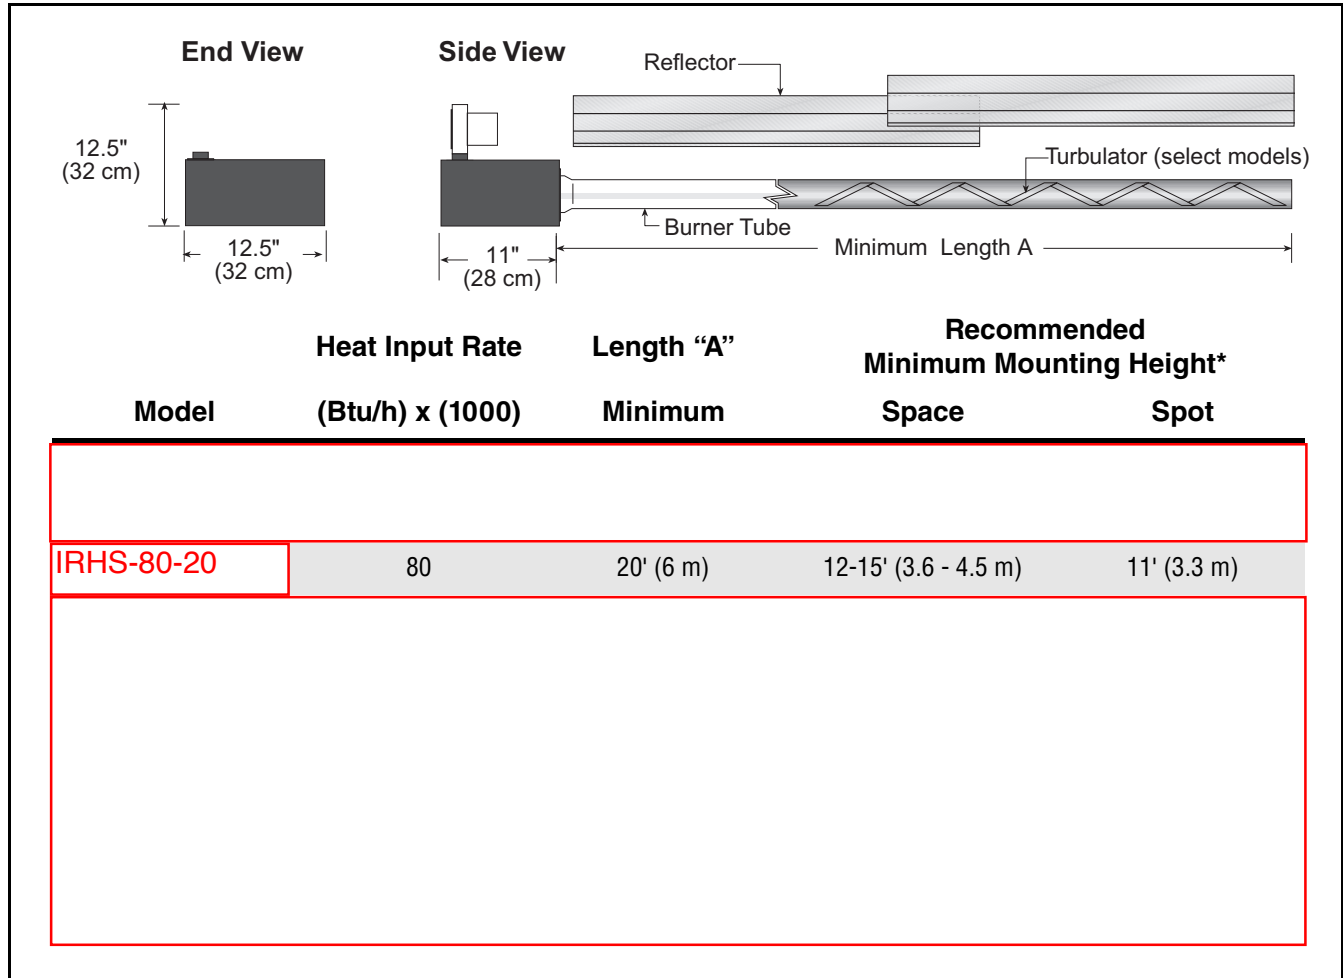 End View
Side View
Reflector
12.5"
(32 cm)
Turbulator (select models)
Burner Tube
12.5"
(32 cm)
11"
(28 cm)
Minimum Length A
Recommended
Heat Input Rate Length “A” Minimum Mounting Height*
Model (Btu/h) x (1000) Minimum Space Spot
IRHS-80-20 80 20' (6 m) 12-15' (3.6 - 4.5 m) 11' (3.3 m)